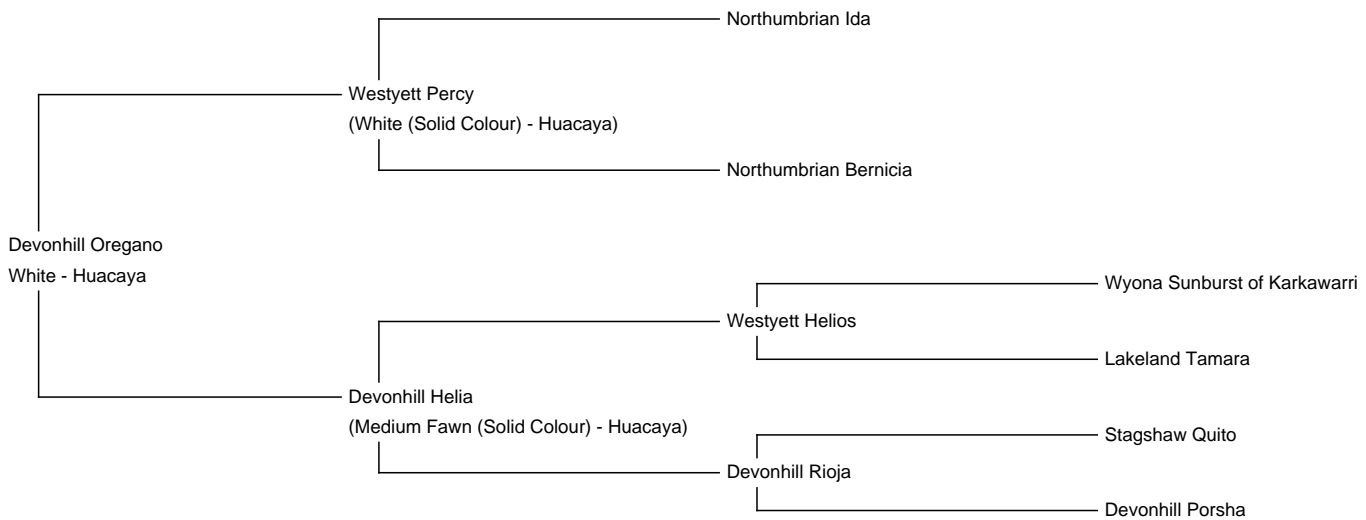 Northumbrian Ida
Westyett Percy
(White (Solid Colour) - Huacaya)
Northumbrian Bernicia
Devonhill Oregano
White - Huacaya
Wyona Sunburst of Karkawarri
Westyett Helios
Lakeland Tamara
Devonhill Helia
(Medium Fawn (Solid Colour) - Huacaya)
Stagshaw Quito
Devonhill Rioja
Devonhill Porsha